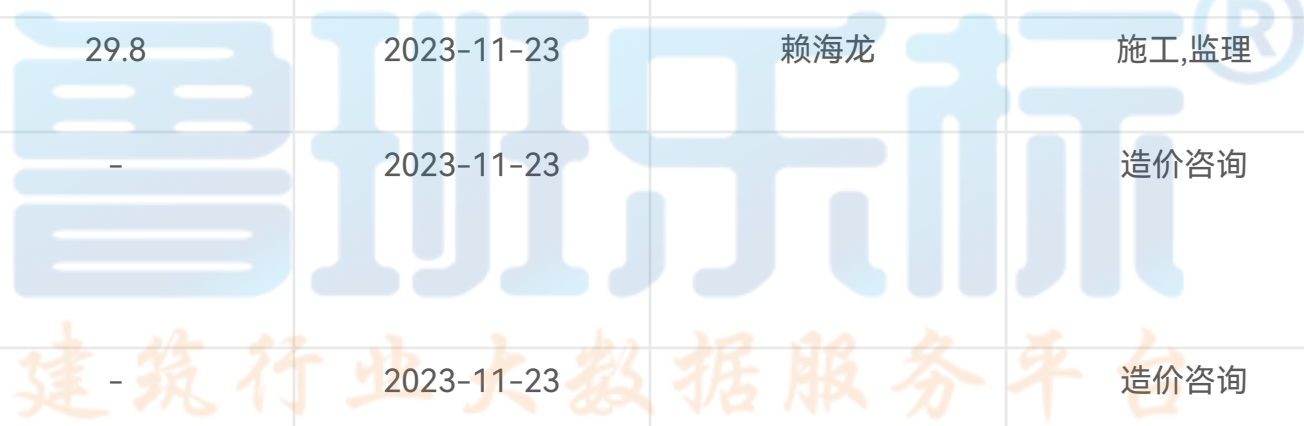 29.8 2023-11-23 赖海龙 施工,监理
- 2023-11-23 造价咨询
- 2023-11-23 造价咨询
鲁班乐标®
建筑行业大数据服务平台